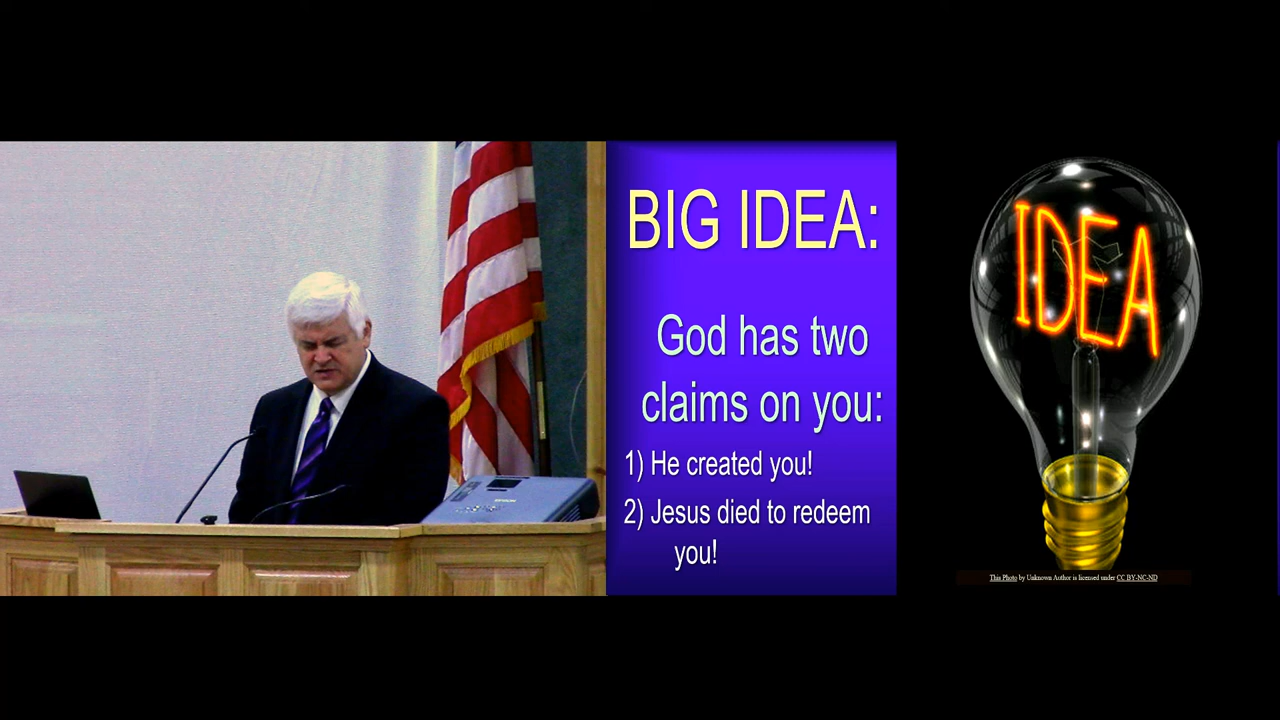 BIG IDEA:
God has two
claims on you:
1) He created you!
2) Jesus died to redeem
you!
IDEA
This Photo by Unknown Author is licensed under CC BY-NC-ND